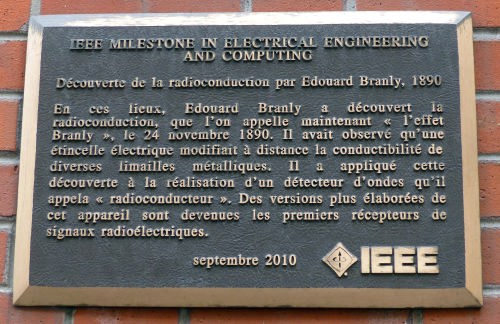 IEEE MILESTONE IN ELECTRICAL ENGINEERING
AND COMPUTING
Découverte de la radioconduction par Edouard Branly, 1890
En ces lieux, Edouard Branly a découvert la
radioconduction, que l'on appelle maintenant « l'effet
Branly », le 24 novembre 1890. Il avait observé qu'une
étincelle électrique modifiait à distance la conductibilité de
diverses limailles métalliques. Il a appliqué cette
découverte à la réalisation d'un détecteur d'ondes qu'il
appela « radioconducteur ». Des versions plus élaborées de
cet appareil sont devenues les premiers récepteurs de
signaux radioélectriques.
septembre 2010
IEEE